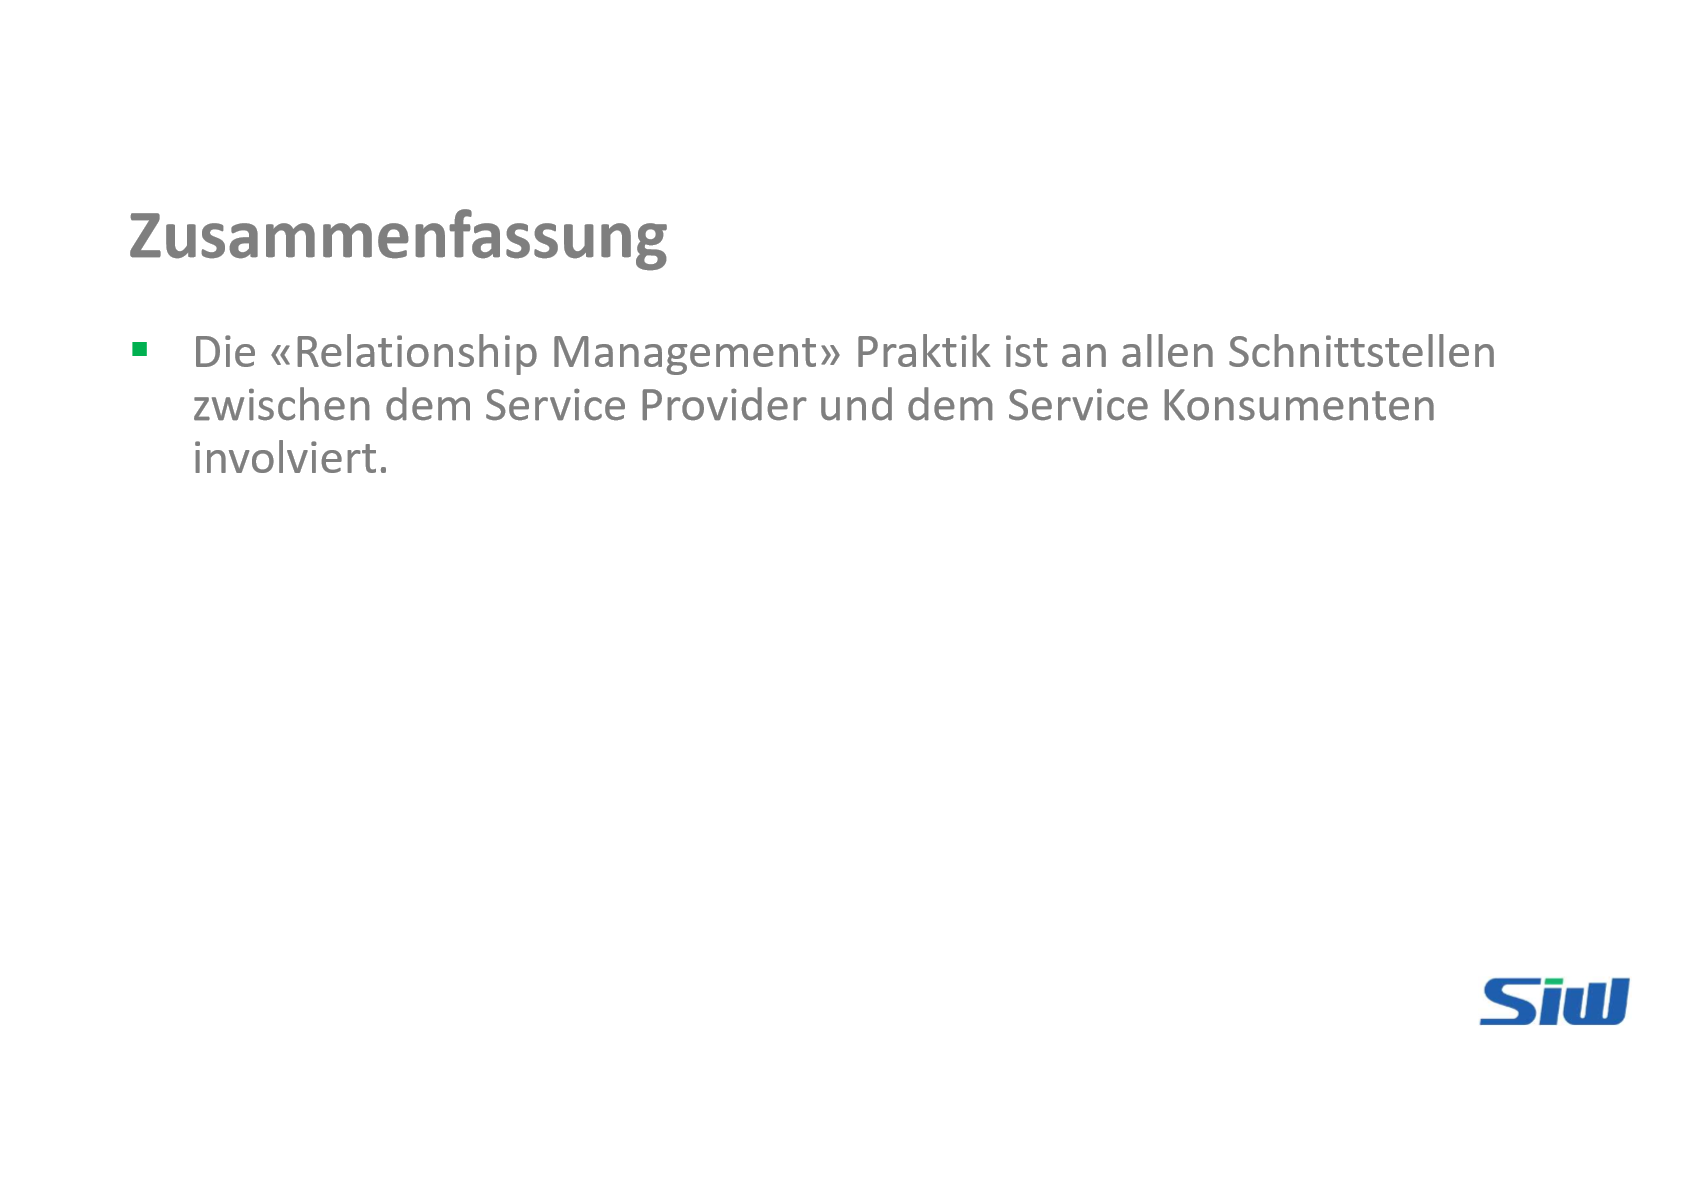 Zusammenfassung
▪ Die «Relationship Management» Praktik ist an allen Schnittstellen
zwischen dem Service Provider und dem Service Konsumenten
involviert.
Siw